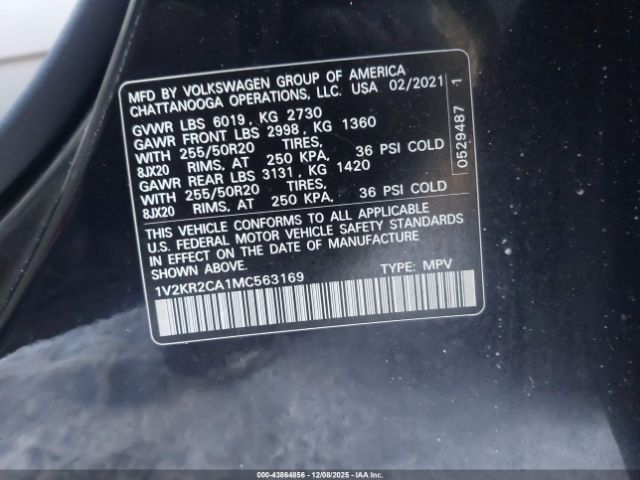 MFD BY VOLKSWAGEN GROUP OF AMERICA
CHATTANOOGA OPERATIONS, LLC. USA 02/2021
GVWR LBS 6019, KG 2730
GAWR FRONT LBS 2998, KG 1360
WITH 255/50R20 TIRES,
8JX20 RIMS, AT 250 KPA, 36 PSI COLD
GAWR REAR LBS 3131, KG 1420
WITH 255/50R20 TIRES,
8JX20 RIMS, AT 250 KPA, 36 PSI COLD
THIS VEHICLE CONFORMS TO ALL APPLICABLE
U.S. FEDERAL MOTOR VEHICLE SAFETY STANDARDS
IN EFFECT ON THE DATE OF MANUFACTURE
SHOWN ABOVE.
1V2KR2CA1MC563169 TYPE: MPV
0529487 1
000-43864856 - 12/08/2025 - IAAI.com